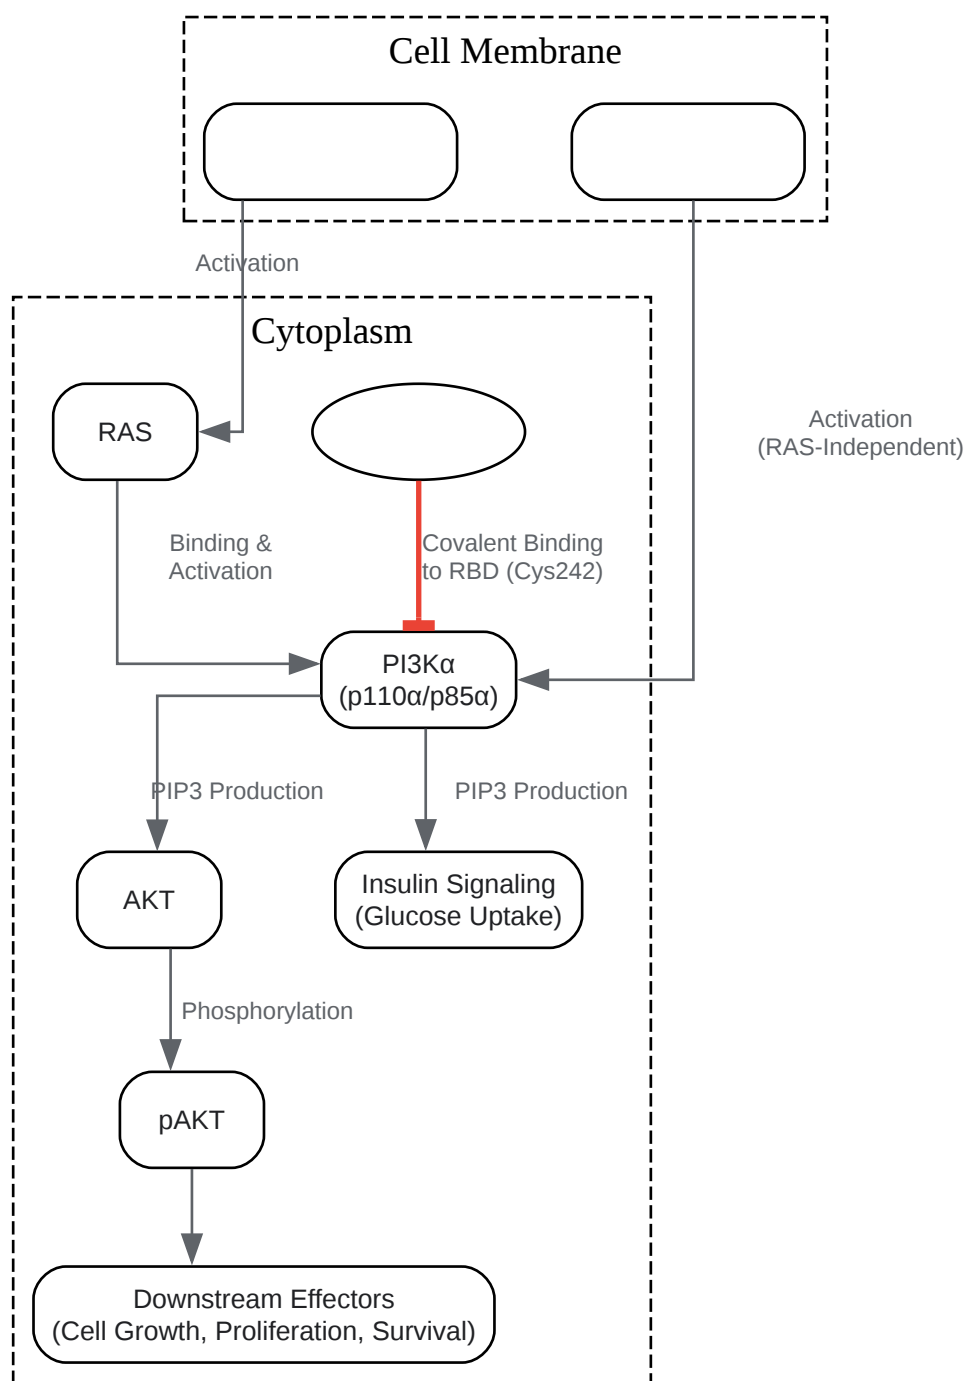 Cell Membrane
Activation
Cytoplasm
RAS
Activation
(RAS-Independent)
Binding &
Activation
Covalent Binding
to RBD (Cys242)
PI3Kα
(p110α/p85α)
PIP3 Production
PIP3 Production
AKT
Insulin Signaling
(Glucose Uptake)
Phosphorylation
pAKT
Downstream Effectors
(Cell Growth, Proliferation, Survival)